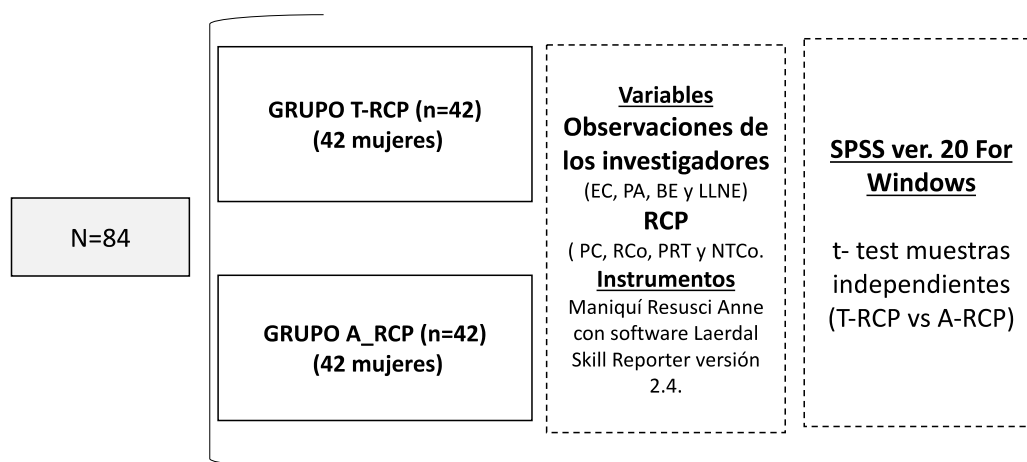 N=84
GRUPO T-RCP (n=42)
(42 mujeres)
GRUPO A_RCP (n=42)
(42 mujeres)
Variables
Observaciones de
los investigadores
(EC, PA, BE y LLNE)
RCP
( PC, RCo, PRT y NTCo.
Instrumentos
Maniquí Resusci Anne
con software Laerdal
Skill Reporter versión
2.4.
SPSS ver. 20 For
Windows
t- test muestras
independientes
(T-RCP vs A-RCP)